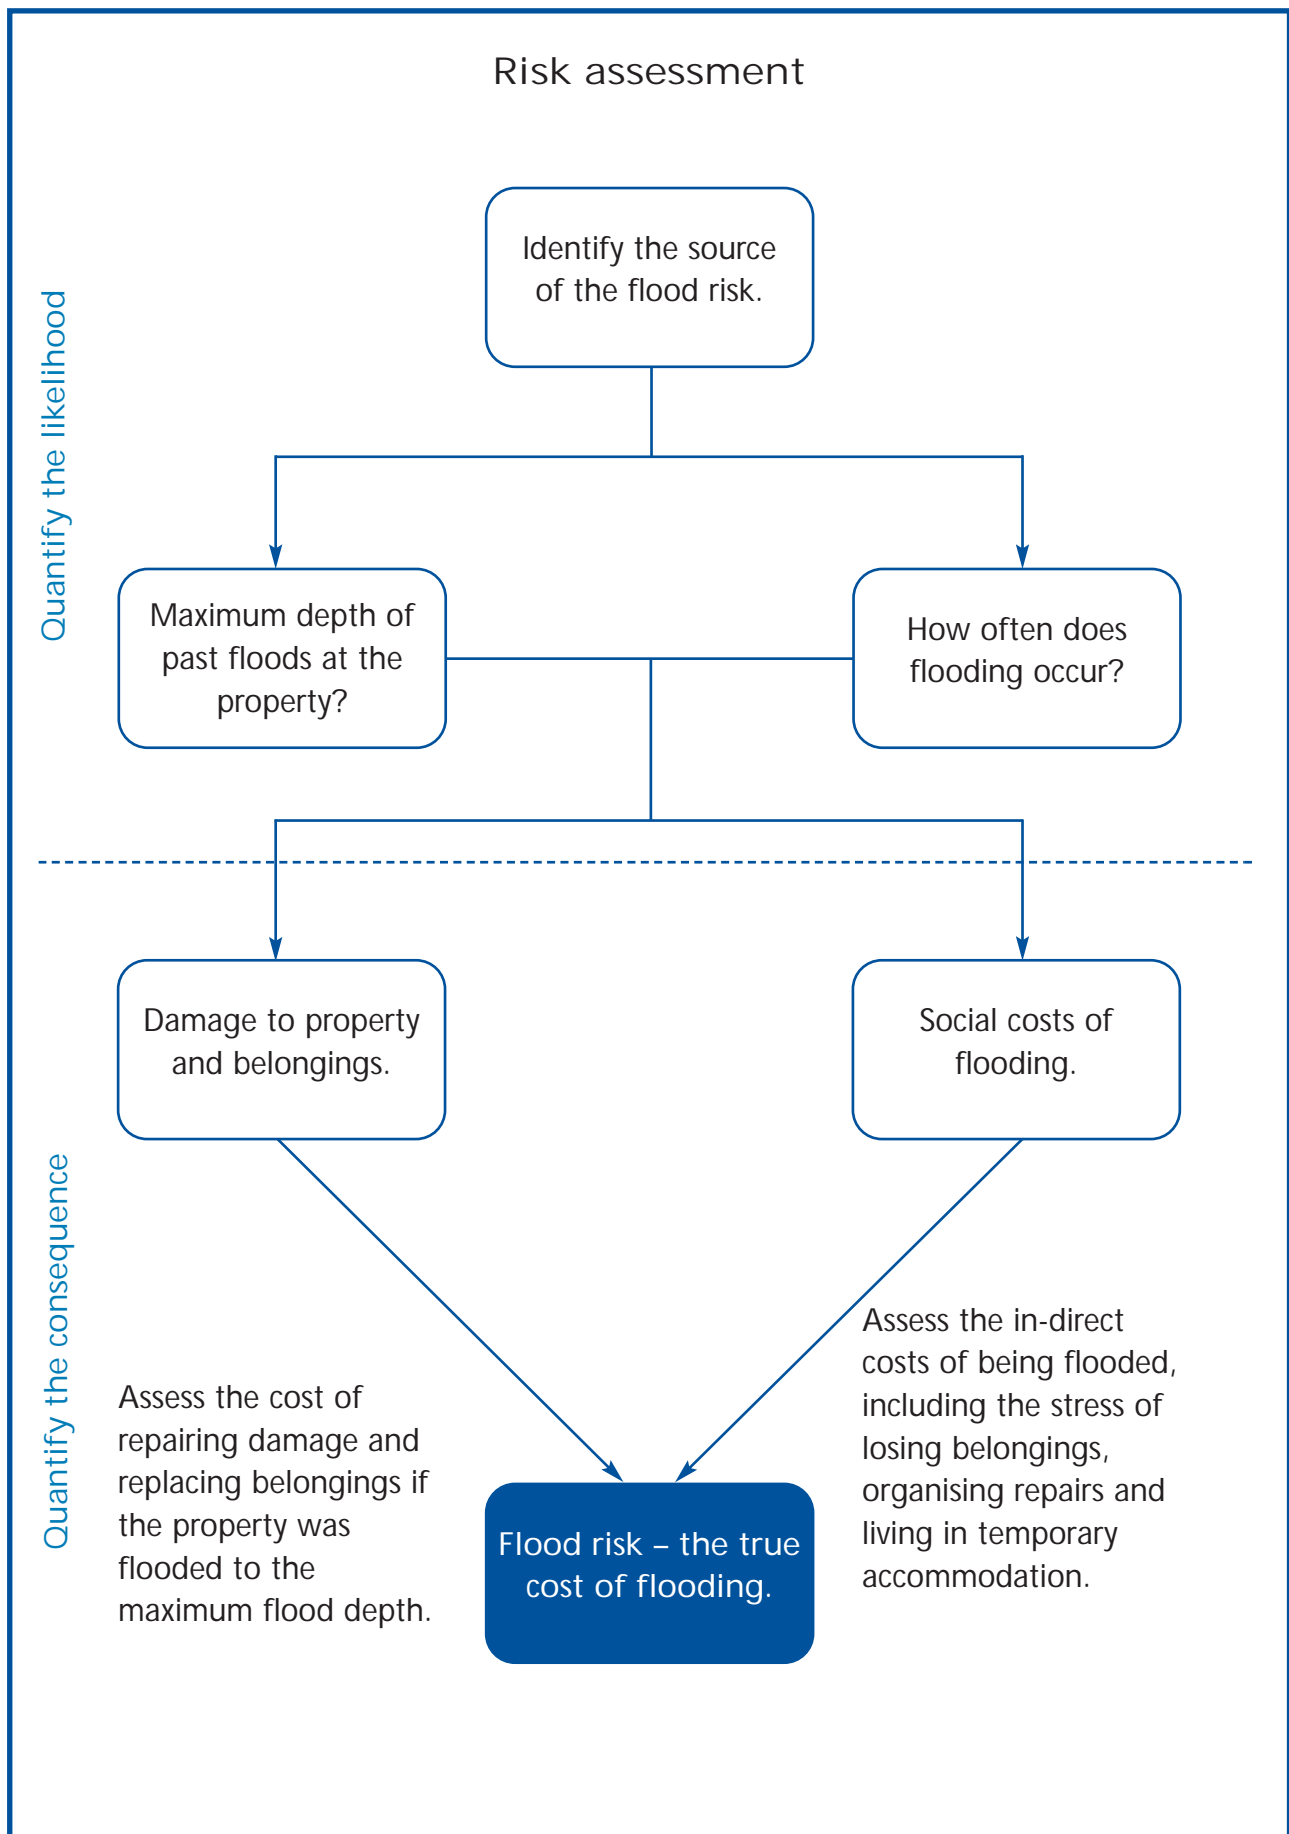 Risk assessment
Quantify the likelihood
Identify the source
of the flood risk.
Maximum depth of
past floods at the
property?
How often does
flooding occur?
Quantify the consequence
Damage to property
and belongings.
Social costs of
flooding.
Assess the cost of
repairing damage and
replacing belongings if
the property was
flooded to the
maximum flood depth.
Assess the in-direct
costs of being flooded,
including the stress of
losing belongings,
organising repairs and
living in temporary
accommodation.
Flood risk – the true
cost of flooding.